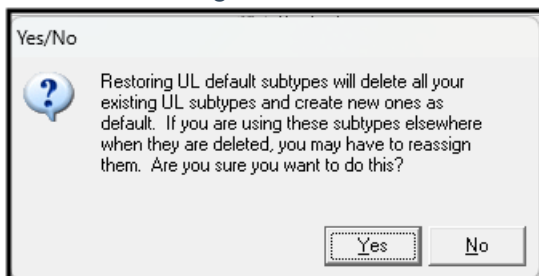 Yes/No
Restoring UL default subtypes will delete all your
existing UL subtypes and create new ones as
default. If you are using these subtypes elsewhere
when they are deleted, you may have to reassign
them. Are you sure you want to do this?
Yes No